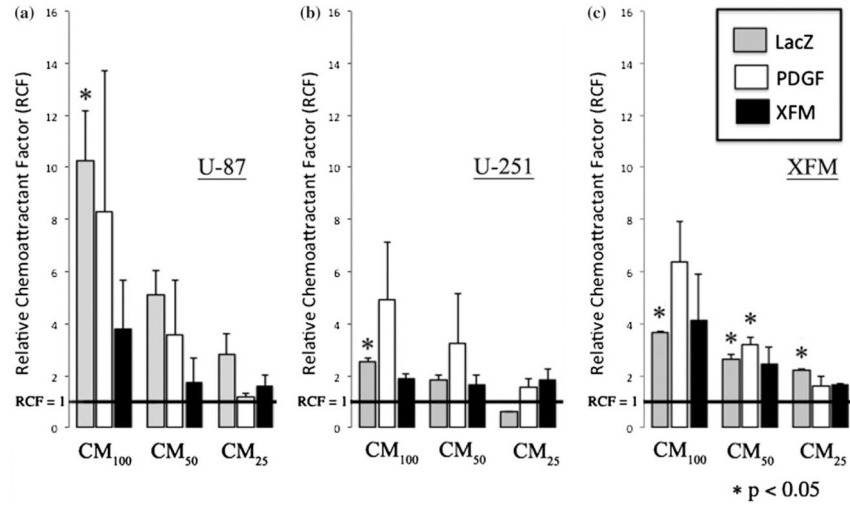 (a)
Relative Chemoattractant Factor (RCF)
16
14
12
10
8
6
4
2
0
RCF = 1
*
U-87
CM100
CM50
CM25
(b)
Relative Chemoattractant Factor (RCF)
16
14
12
10
8
6
4
2
0
RCF = 1
*
U-251
CM100
CM50
CM25
(c)
Relative Chemoattractant Factor (RCF)
16
14
12
10
8
6
4
2
0
RCF = 1
LacZ
PDGF
XFM
XFM
*
* *
*
CM100
CM50
CM25
* p < 0.05